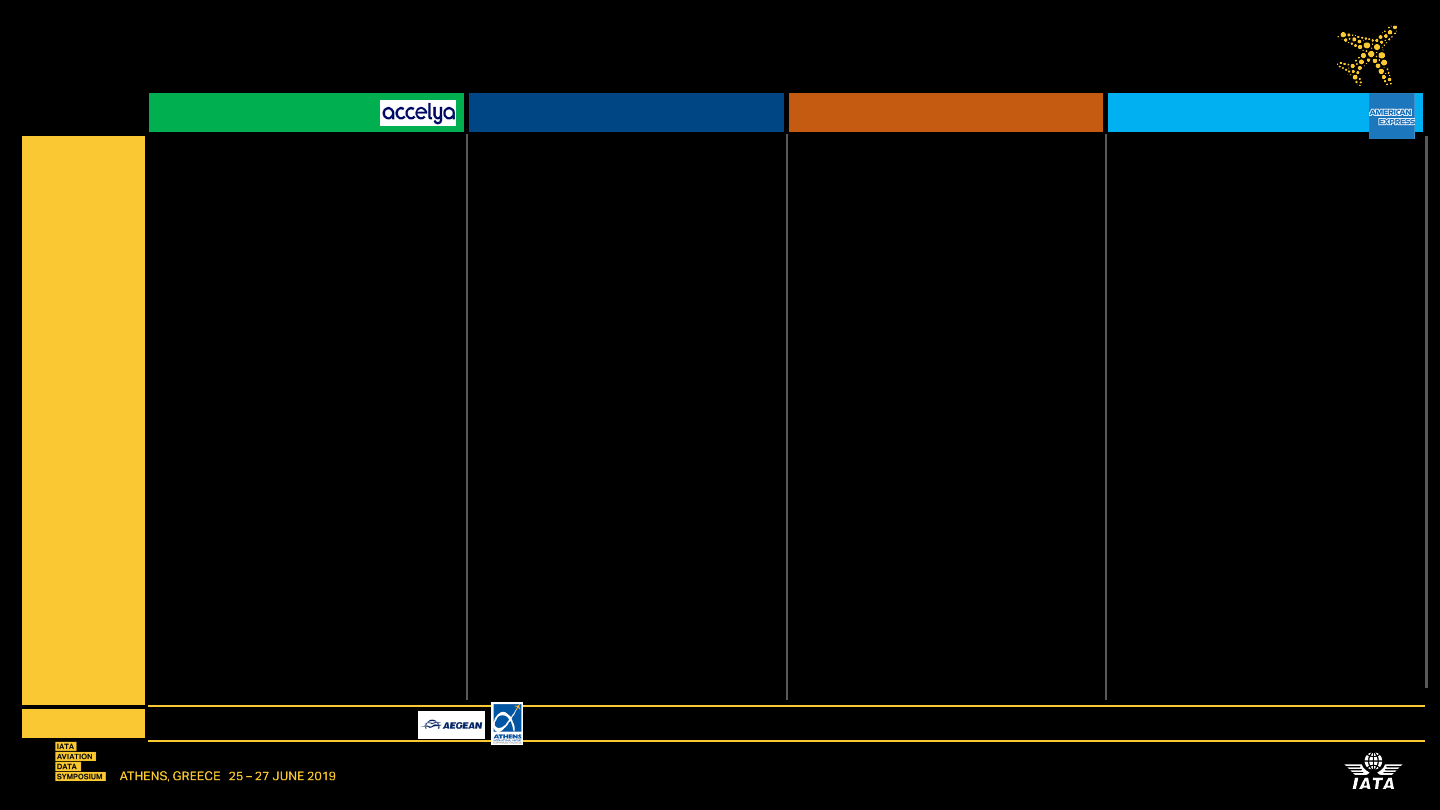 accelya
AMERICAN
EXPRESS
AEGEAN
ATHENS
IATA
AVIATION
DATA
SYMPOSIUM
ATHENS, GREECE 25 – 27 JUNE 2019
IATA